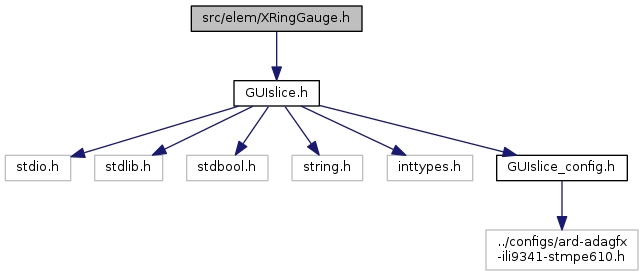 src/elem/XRingGauge.h
GUIslice.h
stdio.h
stdlib.h
stdbool.h
string.h
inttypes.h
GUIslice_config.h
../configs/ard-adagfx
-ili9341-stmpe610.h